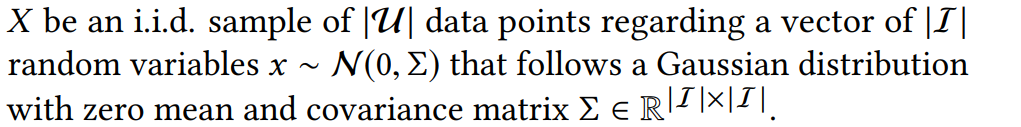 X be an i.i.d. sample of |𝒰| data points regarding a vector of |ℐ|
random variables x ∼ 𝒩(0, Σ) that follows a Gaussian distribution
with zero mean and covariance matrix Σ ∈ ℝ^{|ℐ|×|ℐ|}.